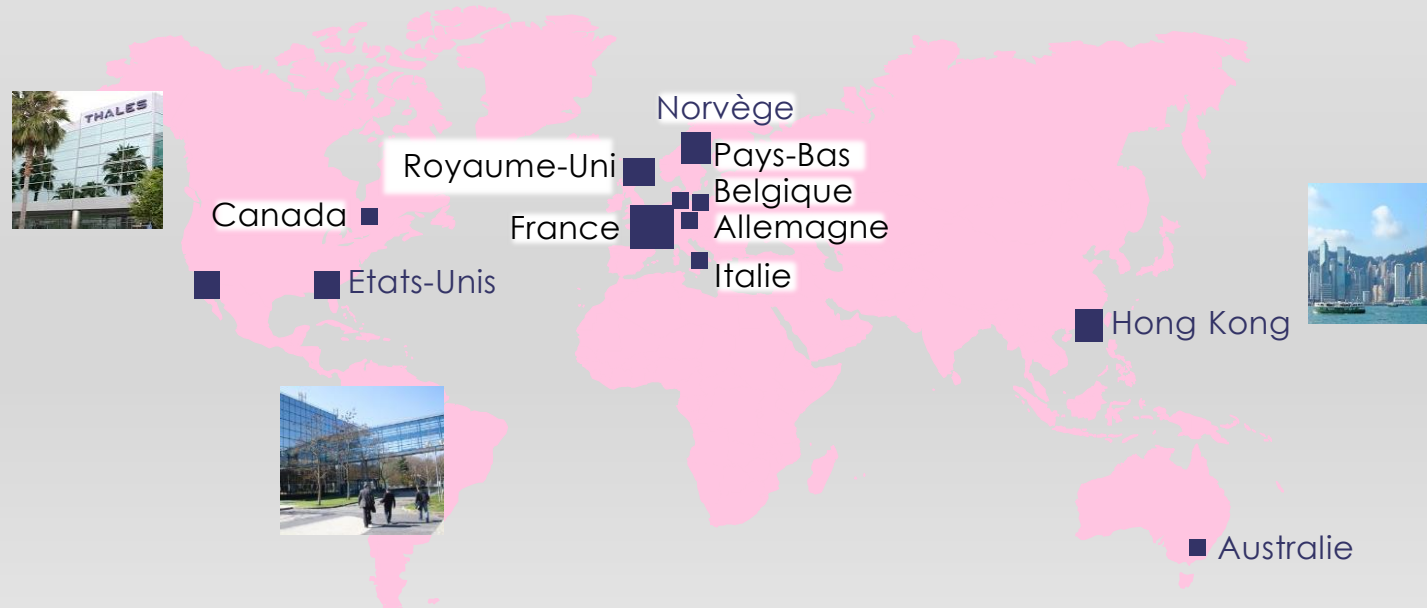 THALES
Norvège
Pays-Bas
Royaume-Uni
Belgique
Canada
France
Allemagne
Italie
Etats-Unis
Hong Kong
Australie